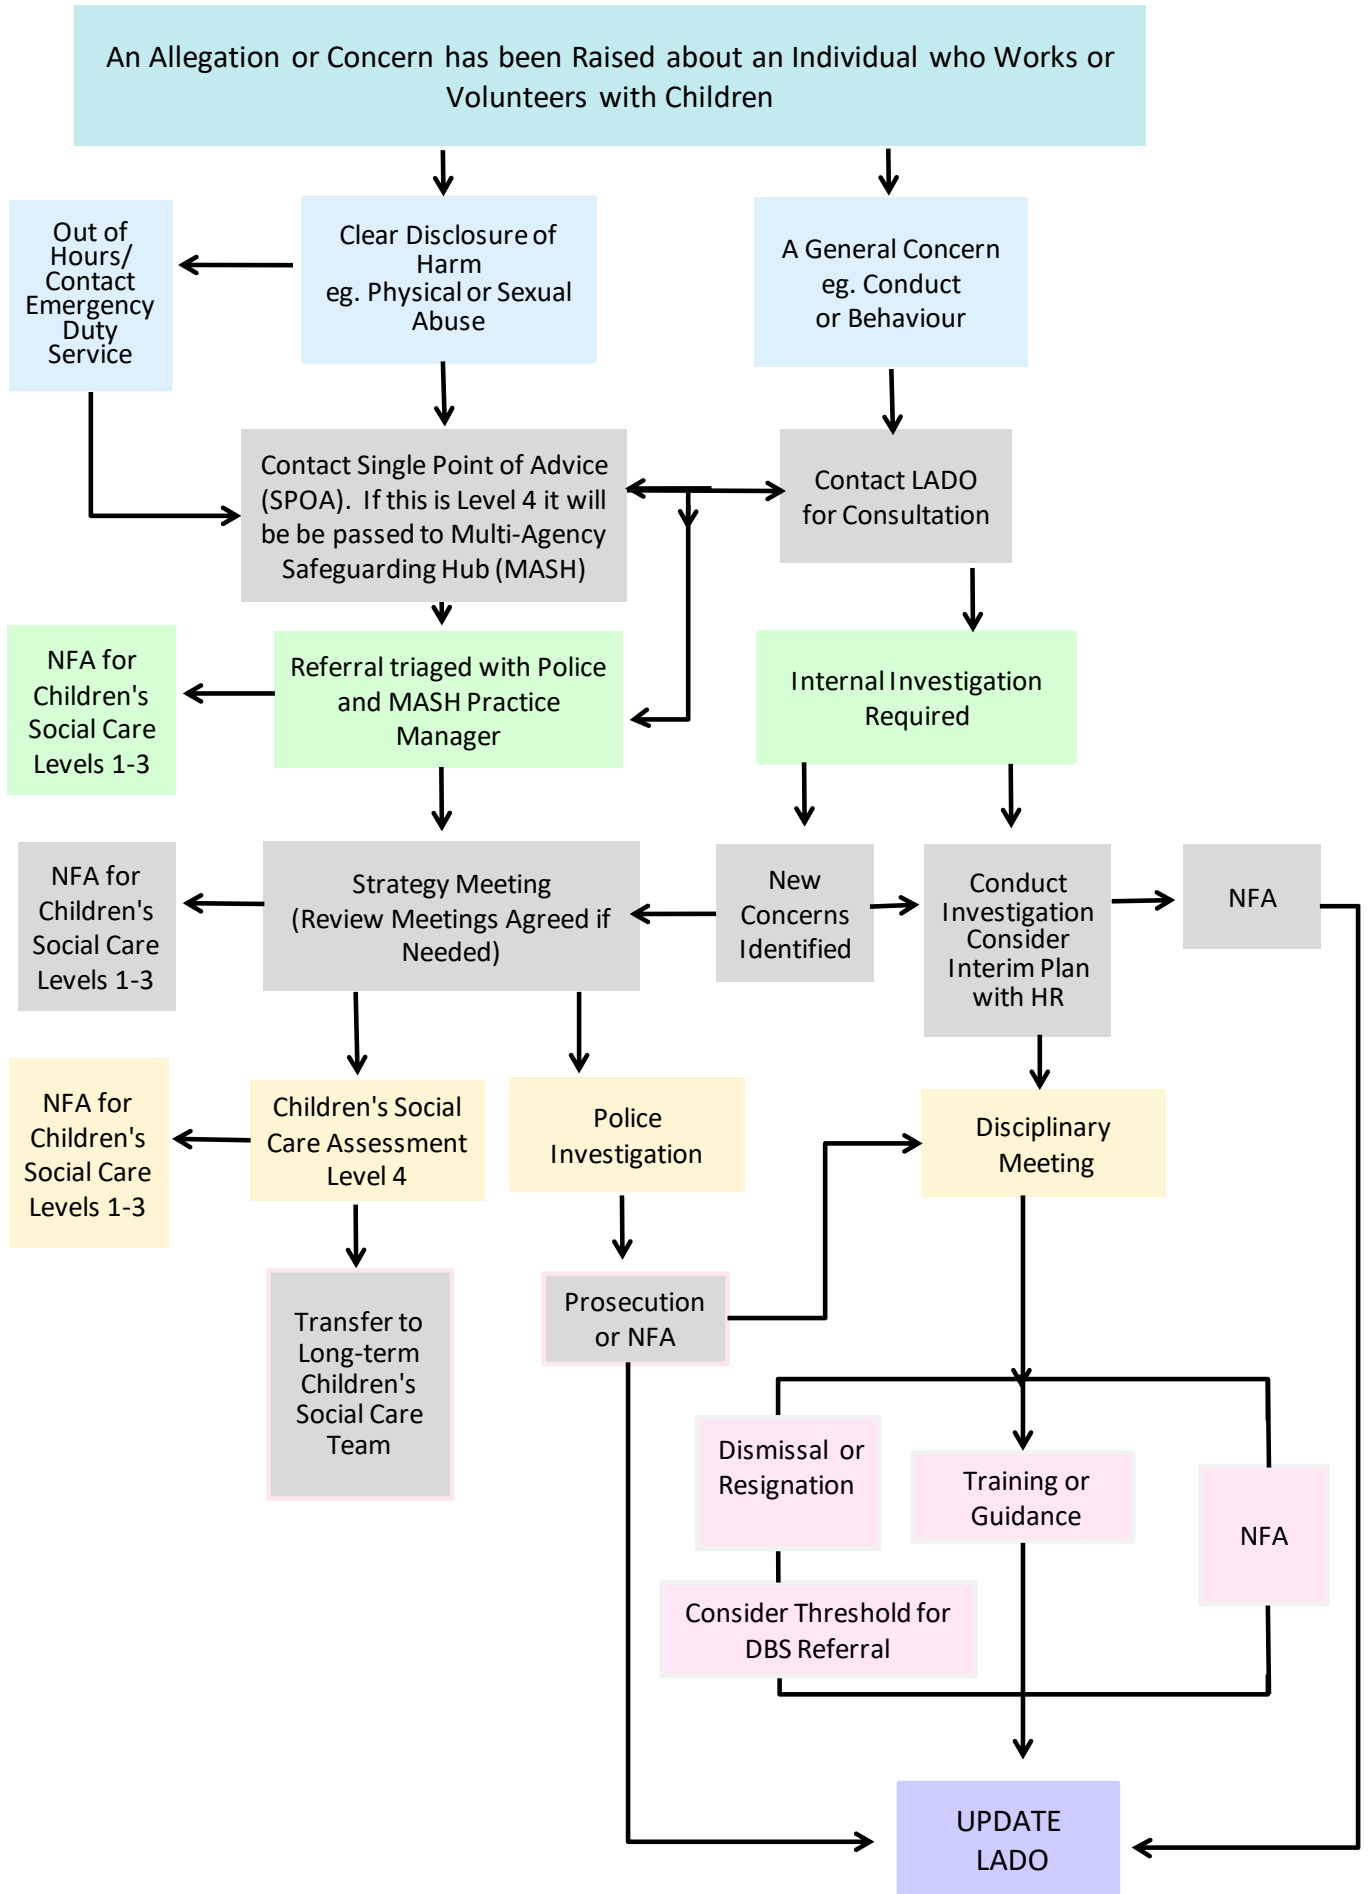 An Allegation or Concern has been Raised about an Individual who Works or
Volunteers with Children
Out of
Hours/
Contact
Emergency
Duty
Service
Clear Disclosure of
Harm
eg. Physical or Sexual
Abuse
A General Concern
eg. Conduct
or Behaviour
Contact Single Point of Advice
(SPOA). If this is Level 4 it will
be be passed to Multi-Agency
Safeguarding Hub (MASH)
Contact LADO
for Consultation
NFA for
Children's
Social Care
Levels 1-3
Referral triaged with Police
and MASH Practice
Manager
Internal Investigation
Required
NFA for
Children's
Social Care
Levels 1-3
Strategy Meeting
(Review Meetings Agreed if
Needed)
New
Concerns
Identified
Conduct
Investigation
Consider
Interim Plan
with HR
NFA
NFA for
Children's
Social Care
Levels 1-3
Children's Social
Care Assessment
Level 4
Police
Investigation
Disciplinary
Meeting
Transfer to
Long-term
Children's
Social Care
Team
Prosecution
or NFA
Dismissal or
Resignation
Training or
Guidance
NFA
Consider Threshold for
DBS Referral
UPDATE
LADO